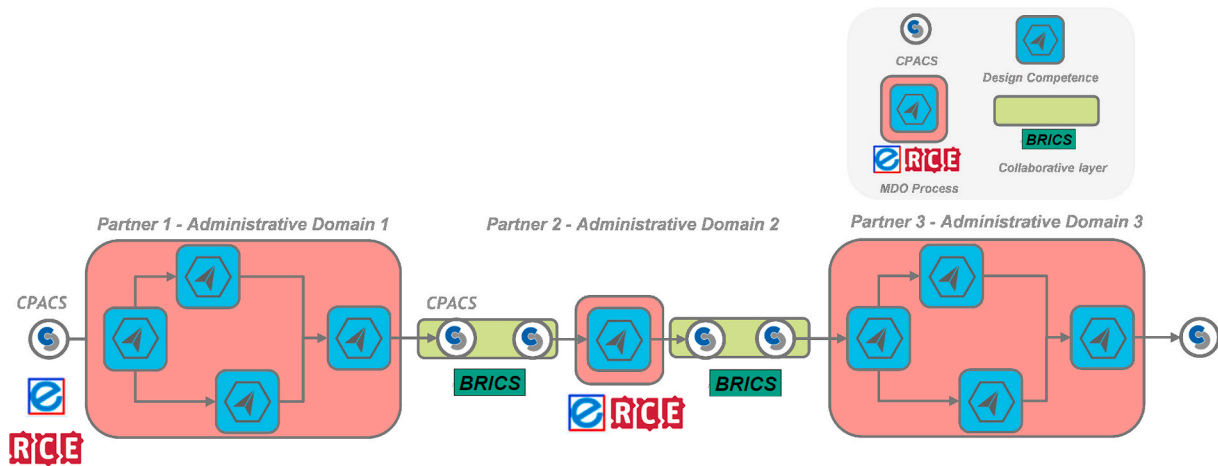 CPACS
Design Competence
BRICS
e RCE
Collaborative layer
MDO Process
Partner 1 - Administrative Domain 1
Partner 2 - Administrative Domain 2
Partner 3 - Administrative Domain 3
CPACS
CPACS
BRICS
BRICS
e
RCE
e RCE